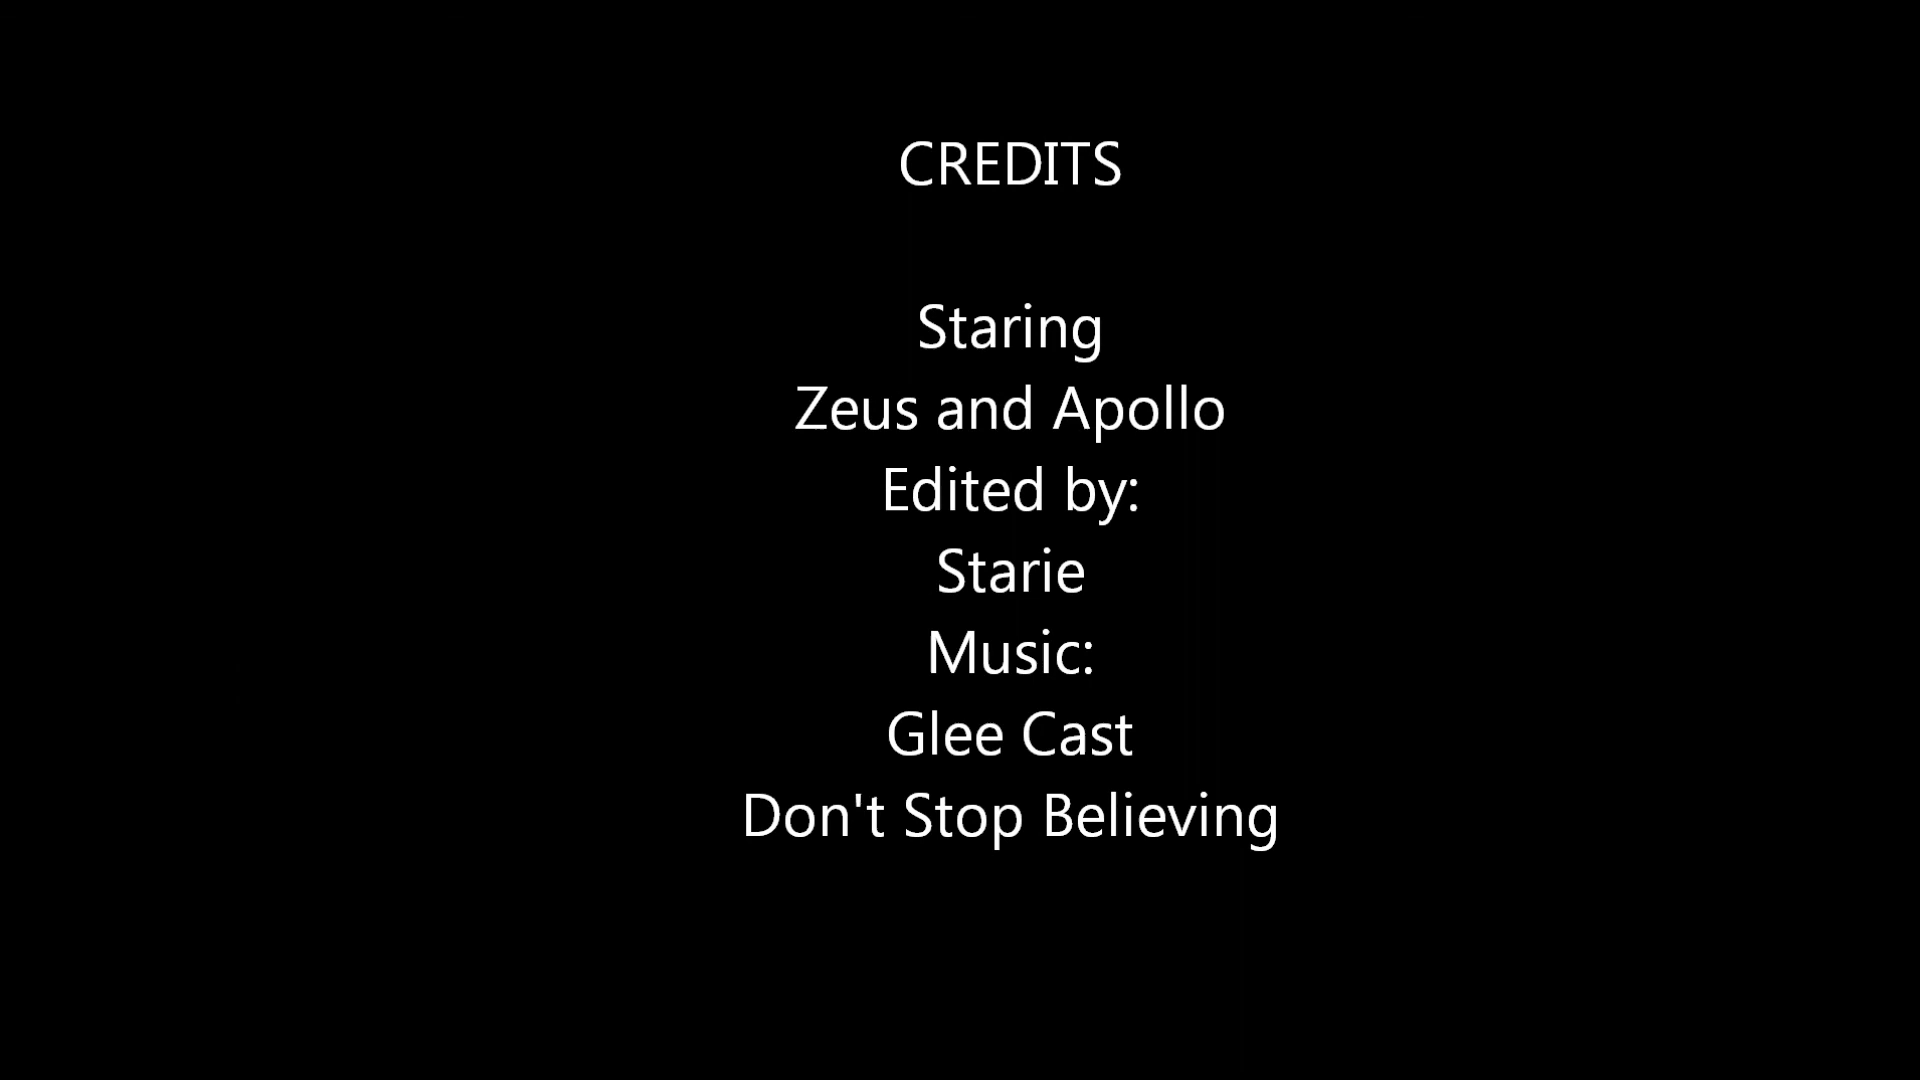 CREDITS
Staring
Zeus and Apollo
Edited by:
Starie
Music:
Glee Cast
Don't Stop Believing